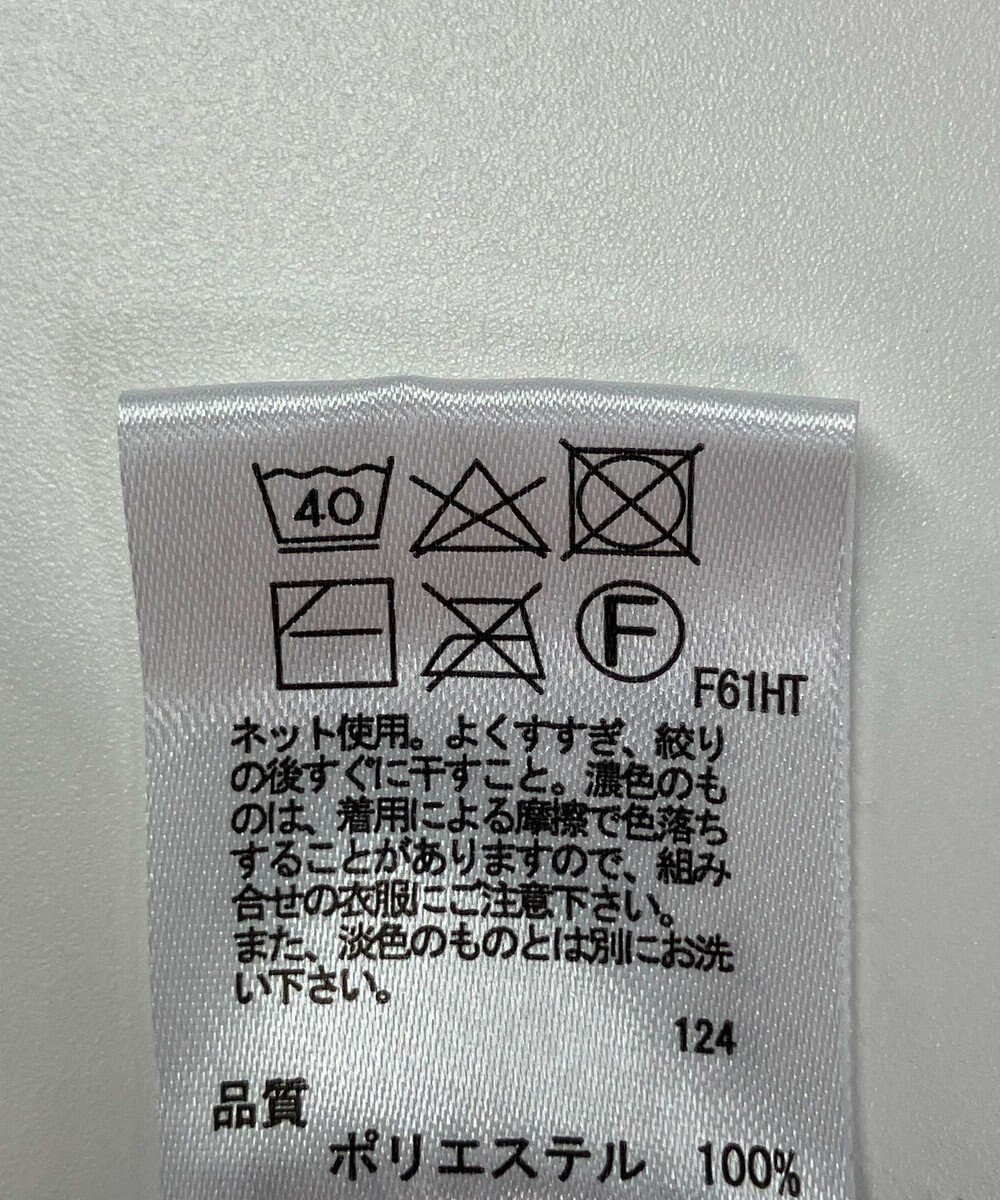 40
F
F61HT
ネット使用。よくすすぎ、絞り
の後すぐに干すこと。濃色のも
のは、着用による摩擦で色落ち
することがありますので、組み
合せの衣服にご注意下さい。
また、淡色のものとは別にお洗
い下さい。
124
品質
ポリエステル 100%